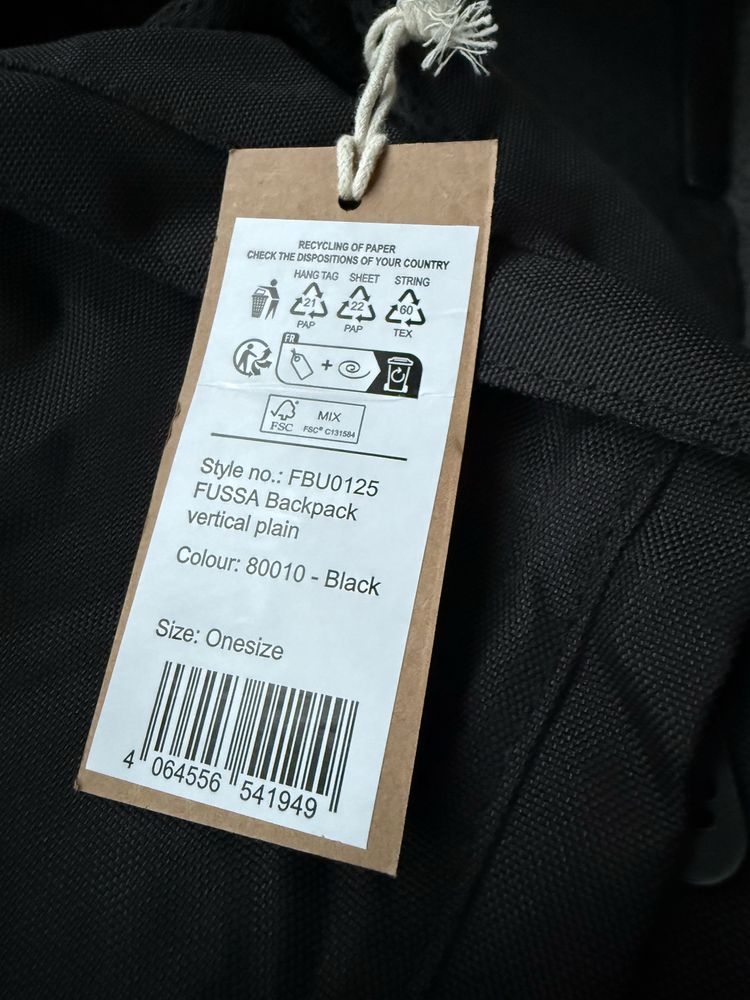 RECYCLING OF PAPER
CHECK THE DISPOSITIONS OF YOUR COUNTRY
HANG TAG SHEET STRING
21 22 60
PAP PAP TEX
FR
+
FSC MIX
FSC® C131584
Style no.: FBU0125
FUSSA Backpack
vertical plain
Colour: 80010 - Black
Size: Onesize
4 064556 541949